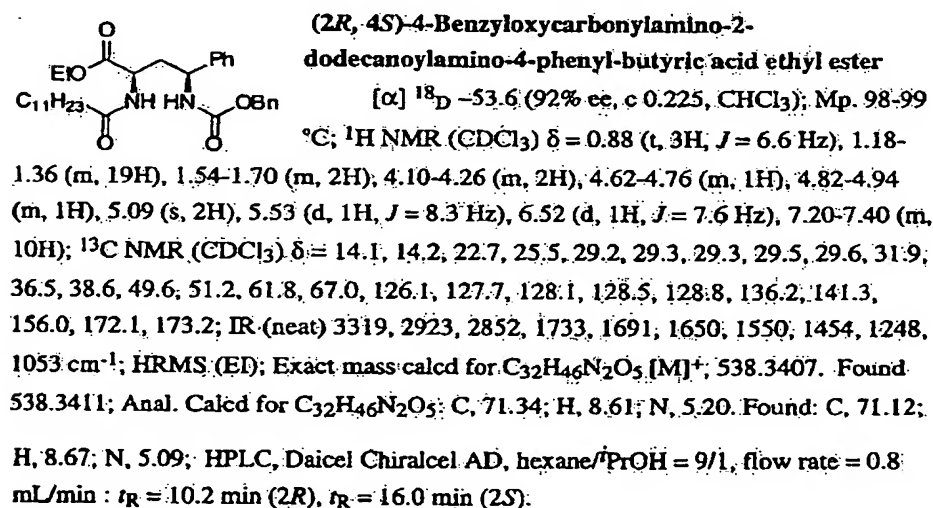 (2R, 4S)-4-Benzyloxycarbonylamino-2-
dodecanoylamino-4-phenyl-butyric acid ethyl ester
O
EtO
Ph
C11H23
NH HN
OBn
O
O
[α] 18D –53.6 (92% ee, c 0.225, CHCl3); Mp. 98-99
°C; 1H NMR (CDCl3) δ = 0.88 (t, 3H, J = 6.6 Hz), 1.18-
1.36 (m, 19H), 1.54-1.70 (m, 2H), 4.10-4.26 (m, 2H), 4.62-4.76 (m, 1H), 4.82-4.94
(m, 1H), 5.09 (s, 2H), 5.53 (d, 1H, J = 8.3 Hz), 6.52 (d, 1H, J = 7.6 Hz), 7.20-7.40 (m,
10H); 13C NMR (CDCl3) δ = 14.1, 14.2, 22.7, 25.5, 29.2, 29.3, 29.3, 29.5, 29.6, 31.9,
36.5, 38.6, 49.6, 51.2, 61.8, 67.0, 126.1, 127.7, 128.1, 128.5, 128.8, 136.2, 141.3,
156.0, 172.1, 173.2; IR (neat) 3319, 2923, 2852, 1733, 1691, 1650, 1550, 1454, 1248,
1053 cm-1; HRMS (EI); Exact mass calcd for C32H46N2O5 [M]+, 538.3407. Found
538.3411; Anal. Calcd for C32H46N2O5: C, 71.34; H, 8.61; N, 5.20. Found: C, 71.12;
H, 8.67; N, 5.09; HPLC, Daicel Chiralcel AD, hexane/iPrOH = 9/1, flow rate = 0.8
mL/min : tR = 10.2 min (2R), tR = 16.0 min (2S).